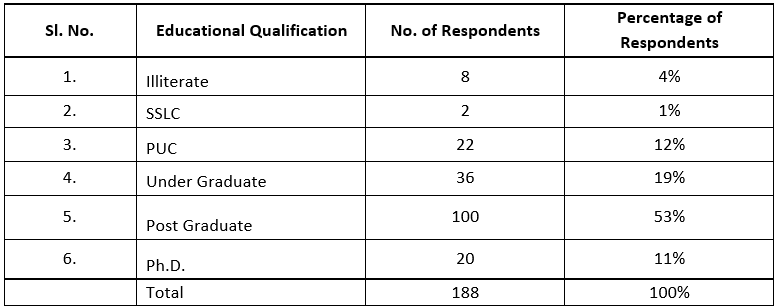 Sl. No. Educational Qualification No. of Respondents Percentage of
Respondents
1. Illiterate 8 4%
2. SSLC 2 1%
3. PUC 22 12%
4. Under Graduate 36 19%
5. Post Graduate 100 53%
6. Ph.D. 20 11%
Total 188 100%